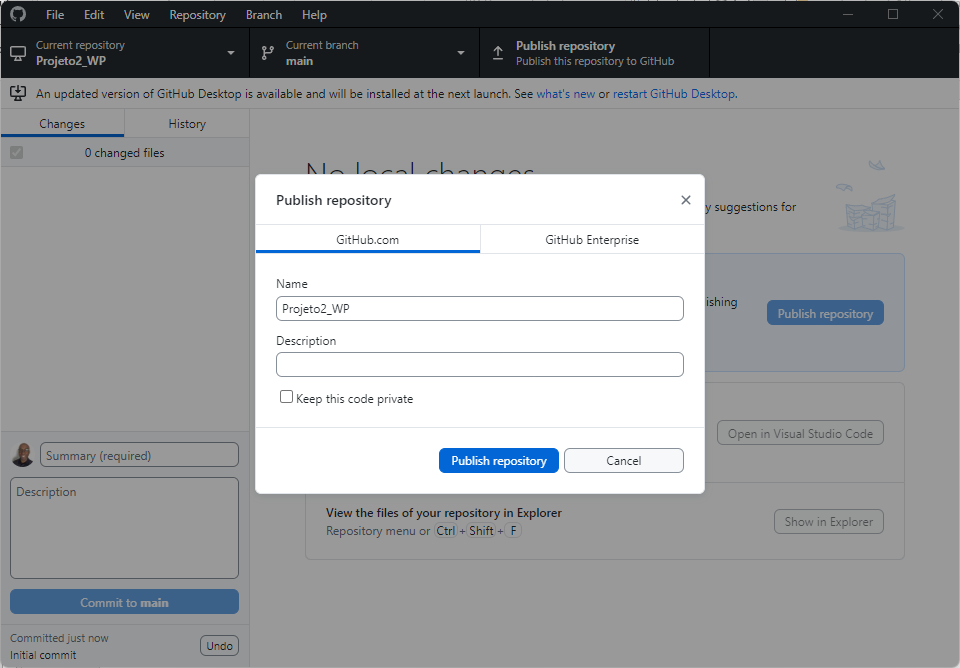 File Edit View Repository Branch Help
Current repository
Projeto2_WP
Current branch
main
Publish repository
Publish this repository to GitHub
An updated version of GitHub Desktop is available and will be installed at the next launch. See what's new or restart GitHub Desktop.
Changes
History
0 changed files
No local changes
y suggestions for
ishing
Publish repository
Open in Visual Studio Code
Publish repository
GitHub.com
GitHub Enterprise
Name
Projeto2_WP
Description
Keep this code private
Publish repository
Cancel
View the files of your repository in Explorer
Repository menu or Ctrl + Shift + F
Show in Explorer
Summary (required)
Description
Commit to main
Committed just now
Initial commit
Undo